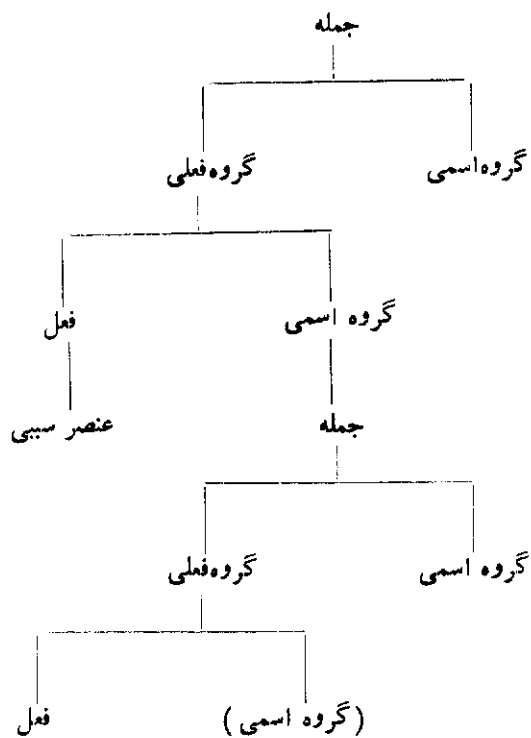 جمله
گروه اسمی گروه فعلی
گروه اسمی فعل
جمله عنصر سببی
گروه اسمی گروه فعلی
(گروه اسمی) فعل